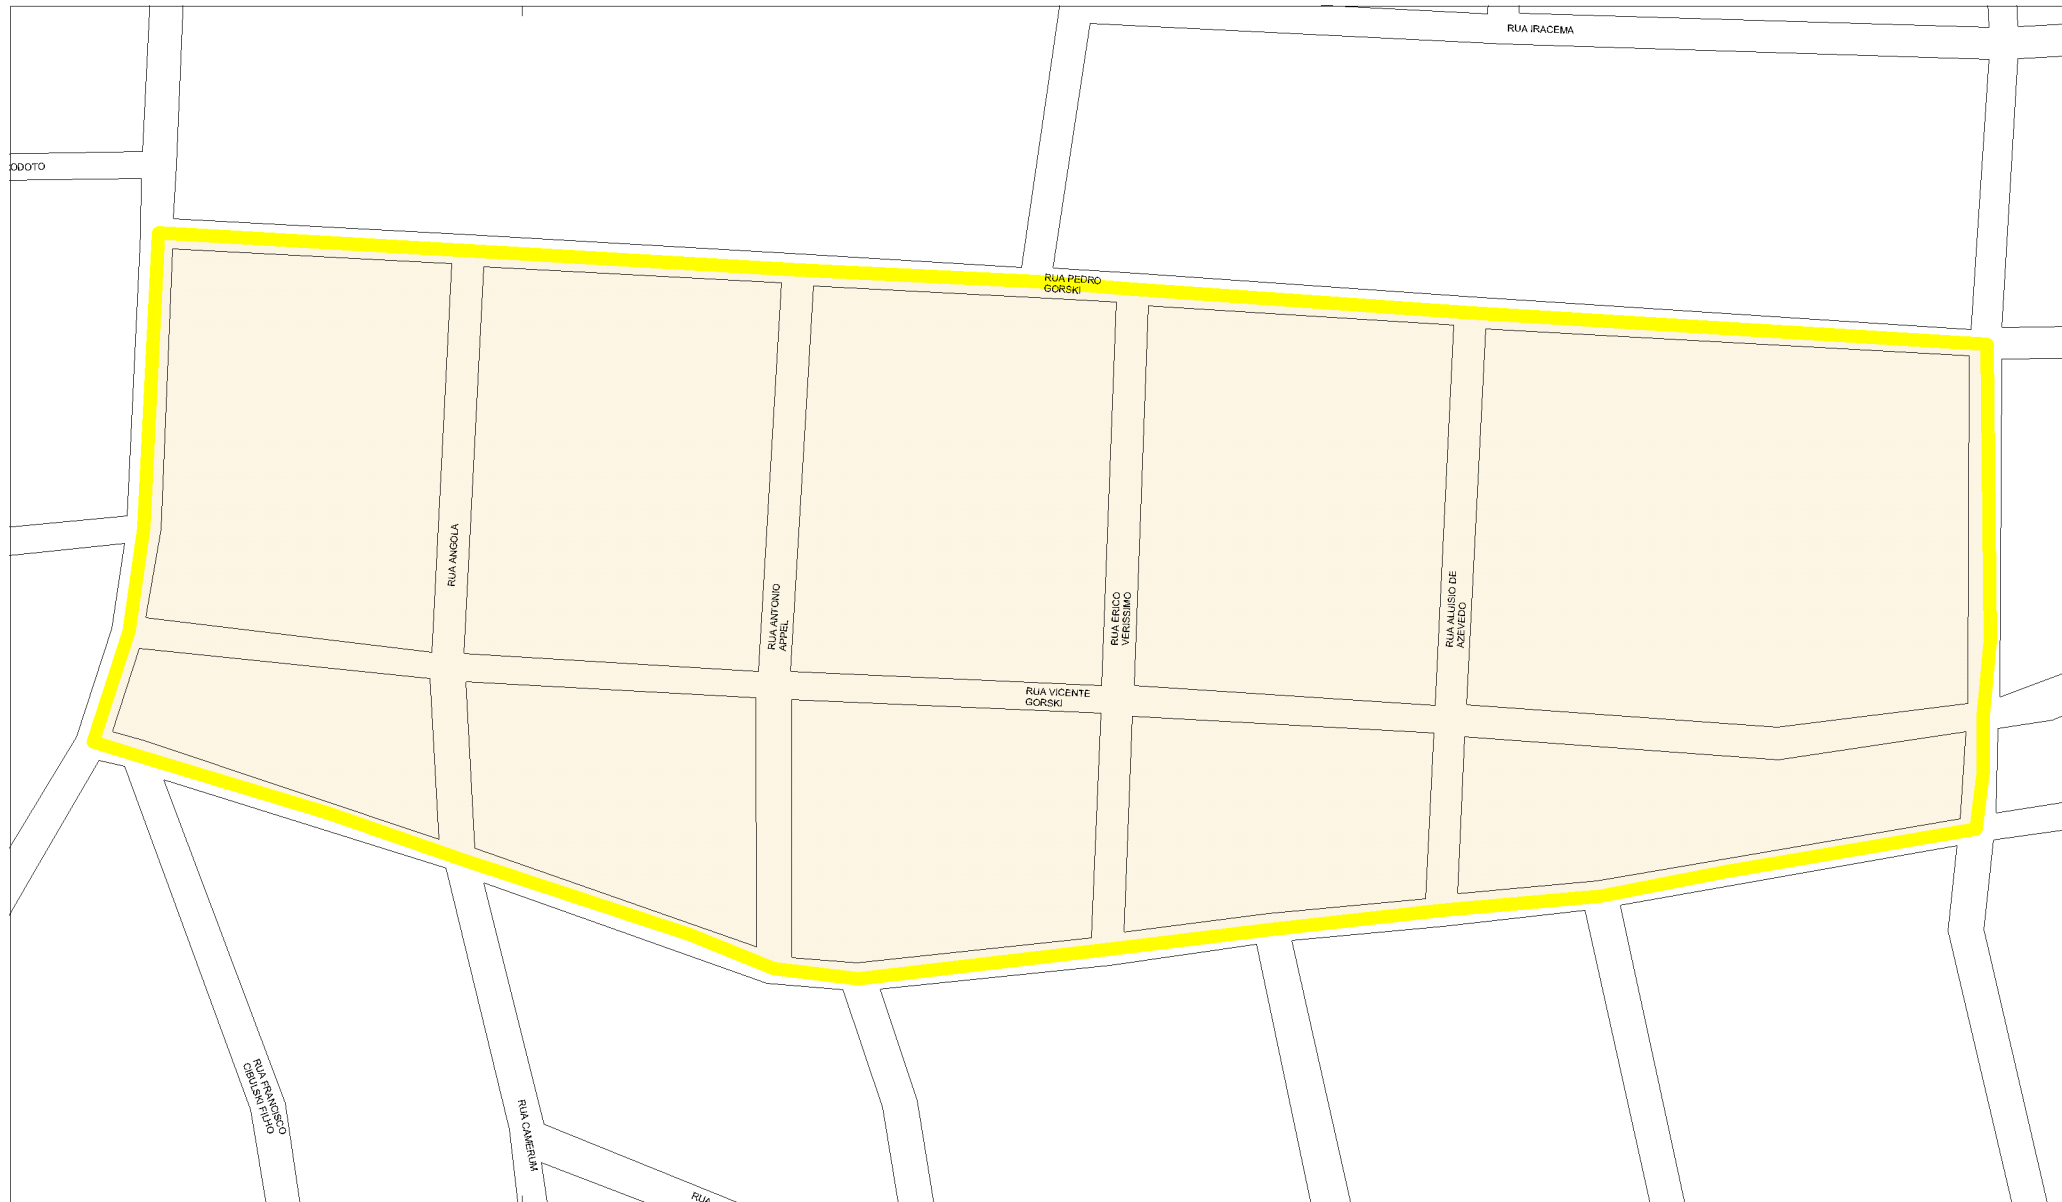 RUA IRACEMA
ODOTO
RUA PEDRO
GORSKI
RUA ANGOLA
RUA ANTONIO
APPEL
RUA ERICO
VERISSIMO
RUA ALUISIO DE
AZEVEDO
RUA VICENTE
GORSKI
RUA FRANCISCO
CIBULSKI FILHO
RUA CAMERUM
RUA